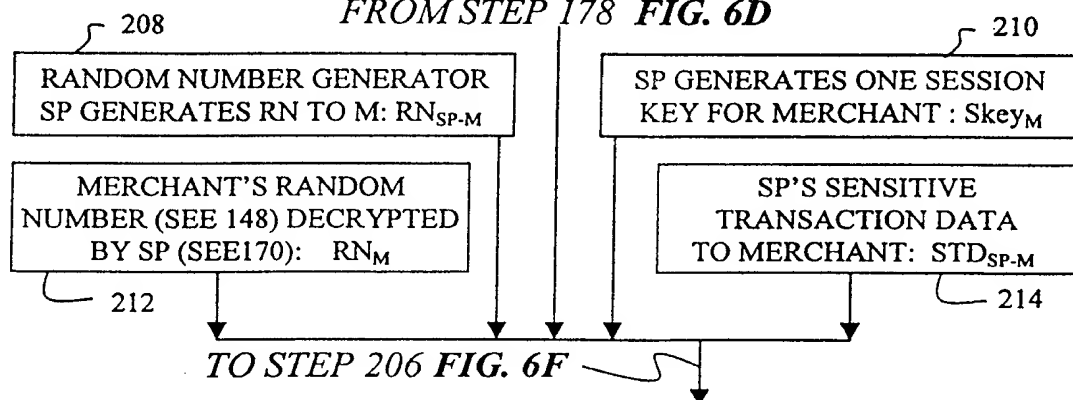 FROM STEP 178 FIG. 6D
208
210
RANDOM NUMBER GENERATOR
SP GENERATES RN TO M: RNSP-M
SP GENERATES ONE SESSION
KEY FOR MERCHANT : SkeyM
MERCHANT'S RANDOM
NUMBER (SEE 148) DECRYPTED
BY SP (SEE170): RNM
SP'S SENSITIVE
TRANSACTION DATA
TO MERCHANT: STDSP-M
212
214
TO STEP 206 FIG. 6F